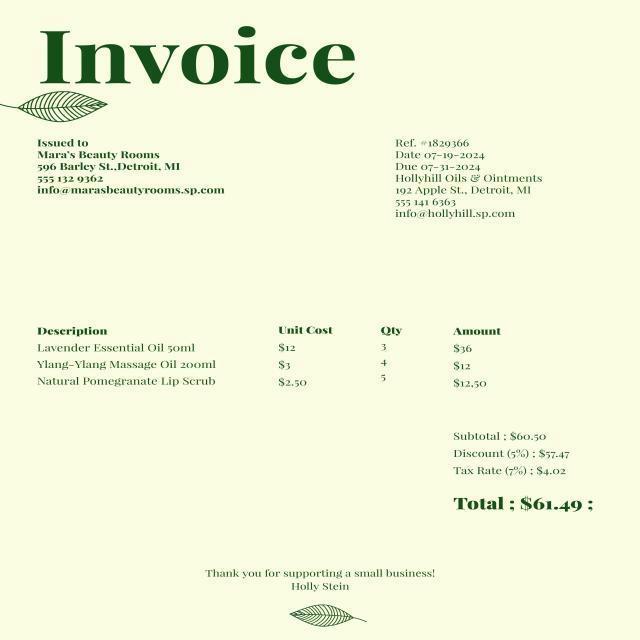 Invoice
Issued to
Mara's Beauty Rooms
596 Barley St.,Detroit, MI
555 132 9362
info@marasbeautyrooms.sp.com
Ref. #1829366
Date 07-19-2024
Due 07-31-2024
Hollyhill Oils & Ointments
192 Apple St., Detroit, MI
555 141 6363
info@hollyhill.sp.com
Description Unit Cost Qty Amount
Lavender Essential Oil 50ml $12 3 $36
Ylang-Ylang Massage Oil 200ml $3 4 $12
Natural Pomegranate Lip Scrub $2.50 5 $12,50
Subtotal ; $60.50
Discount (5%) ; $57.47
Tax Rate (7%) ; $4.02
Total ; $61.49 ;
Thank you for supporting a small business!
Holly Stein